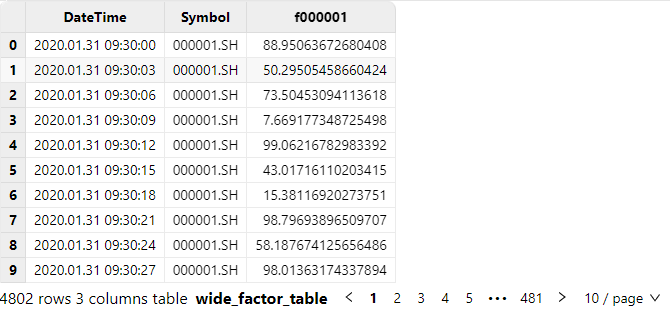 DateTime Symbol f000001
0 2020.01.31 09:30:00 000001.SH 88.95063672680408
1 2020.01.31 09:30:03 000001.SH 50.29505458660424
2 2020.01.31 09:30:06 000001.SH 73.50453094113618
3 2020.01.31 09:30:09 000001.SH 7.669177348725498
4 2020.01.31 09:30:12 000001.SH 99.06216782983392
5 2020.01.31 09:30:15 000001.SH 43.01716110203415
6 2020.01.31 09:30:18 000001.SH 15.38116920273751
7 2020.01.31 09:30:21 000001.SH 98.79693896509707
8 2020.01.31 09:30:24 000001.SH 58.187674125656486
9 2020.01.31 09:30:27 000001.SH 98.01363174337894
4802 rows 3 columns table wide_factor_table < 1 2 3 4 5 ••• 481 > 10 / page